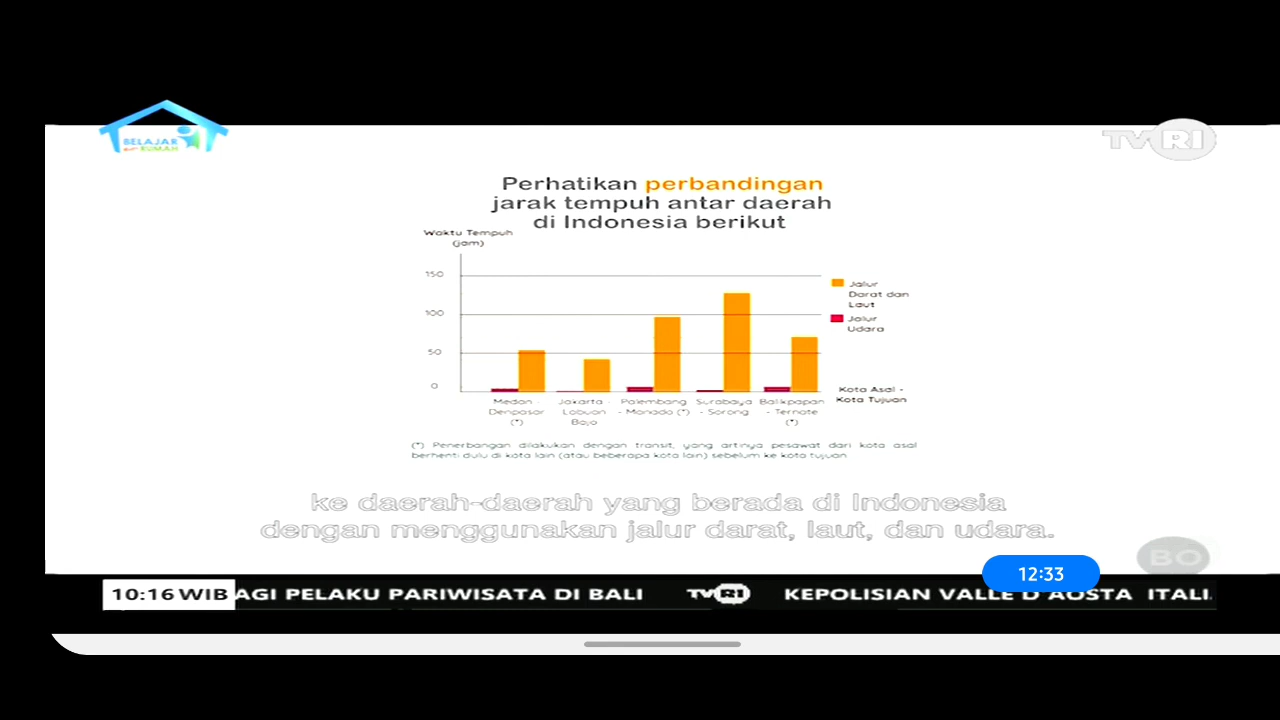 BELAJAR
dari RUMAH
TVRI
Perhatikan perbandingan
jarak tempuh antar daerah
di Indonesia berikut
Waktu Tempuh
(jam)
150
100
50
0
Jalur
Darat dan
Laut
Jalur
Udara
Medan -
Denpasar
(*)
Jakarta -
Labuan
Bajo
Palembang
- Manado (*)
Surabaya
- Sorong
Balikpapan
- Ternate
(*)
Kota Asal -
Kota Tujuan
(*) Penerbangan dilakukan dengan transit, yang artinya pesawat dari kota asal
berhenti dulu di kota lain (atau beberapa kota lain) sebelum ke kota tujuan
ke daerah-daerah yang berada di Indonesia
dengan menggunakan jalur darat, laut, dan udara.
BO
12:33
10:16 WIB AGI PELAKU PARIWISATA DI BALI TVRI KEPOLISIAN VALLE D'AOSTA ITALI